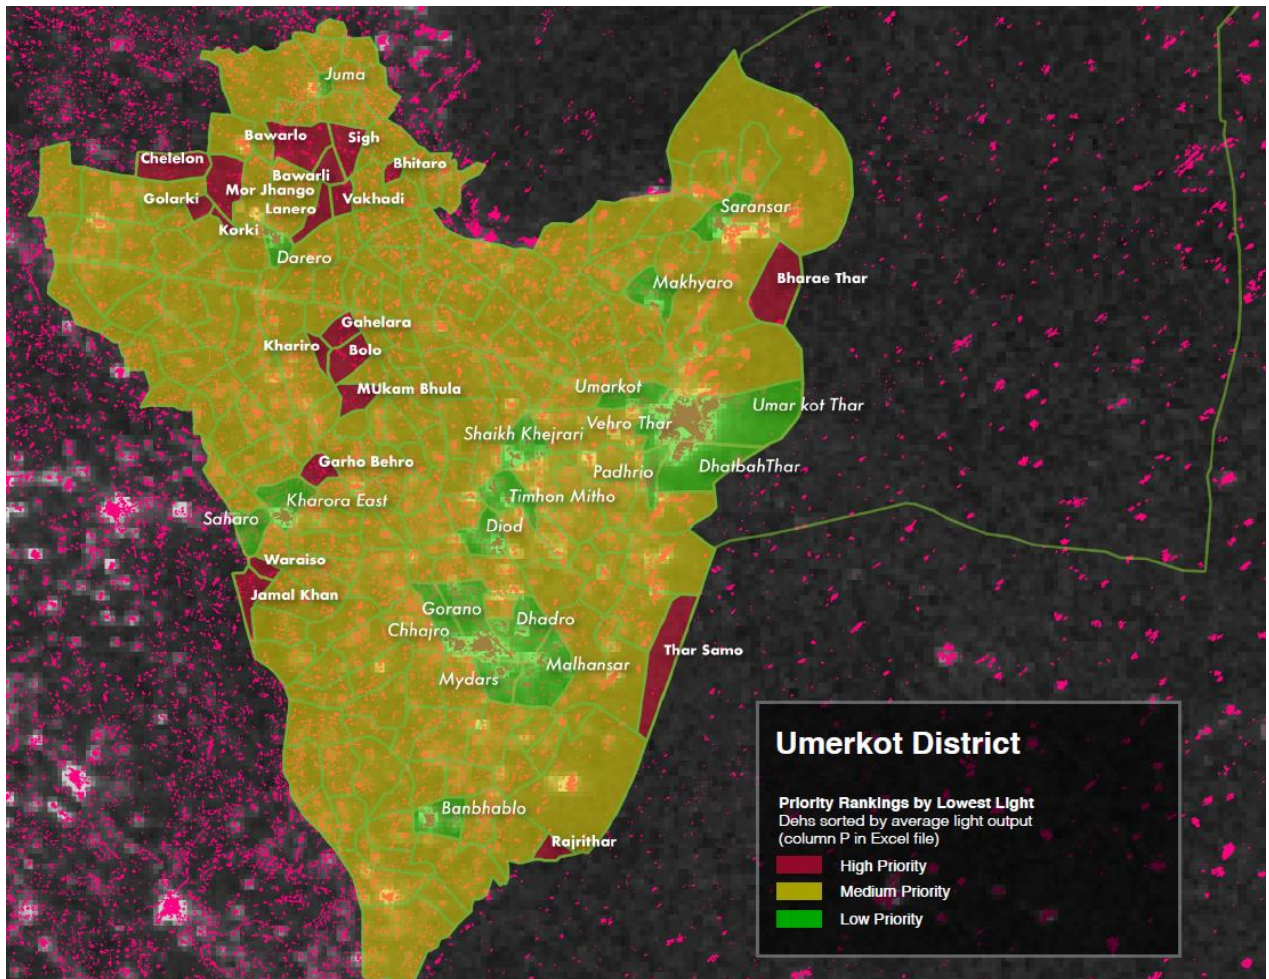 Juma
Bawarlo
Sigh
Chelelon
Bawarli
Bhitaro
Mor Jhango
Golarki
Lanero
Vakhadi
Korki
Darero
Saransar
Makhyaro
Bharae Thar
Gahelara
Khariro
Bolo
MUkam Bhula
Umarkot
Umar kot Thar
Vehro Thar
Shaikh Khejrari
Garho Behro
Padhrio
DhatbahThar
Kharora East
Timhon Mitho
Saharo
Diod
Waraiso
Jamal Khan
Gorano
Dhadro
Chhajro
Thar Samo
Malhansar
Mydars
Banbhablo
Rajrithar
Umerkot District
Priority Rankings by Lowest Light
Dehs sorted by average light output
(column P in Excel file)
High Priority
Medium Priority
Low Priority